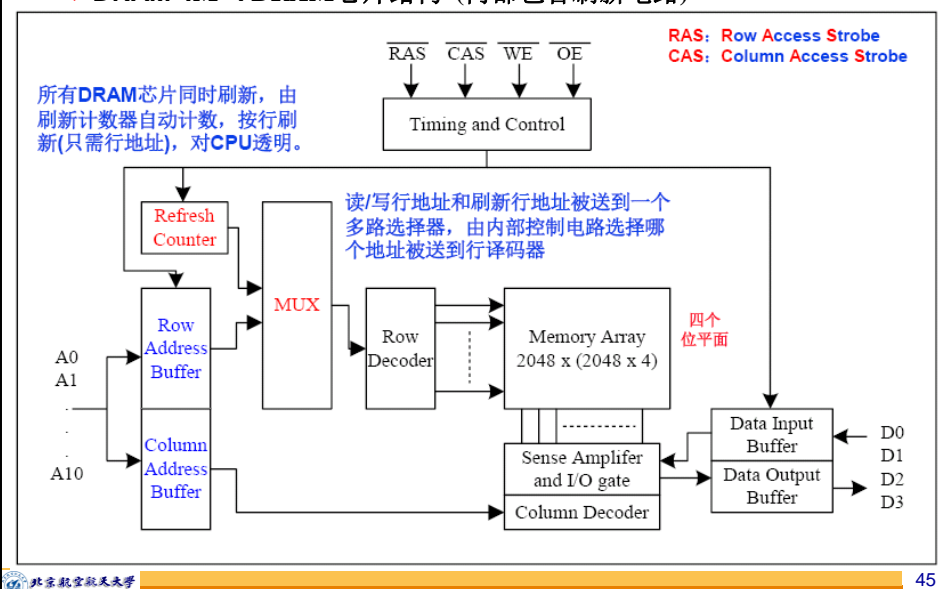 RAS: Row Access Strobe
CAS: Column Access Strobe
RAS CAS WE OE
Timing and Control
所有DRAM芯片同时刷新，由
刷新计数器自动计数，按行刷
新(只需行地址)，对CPU透明。
读/写行地址和刷新行地址被送到一个
多路选择器，由内部控制电路选择哪
个地址被送到行译码器
Refresh
Counter
MUX
Row
Address
Buffer
Row
Decoder
Memory Array
2048 x (2048 x 4)
四个
位平面
A0
A1
.
.
.
A10
Column
Address
Buffer
Sense Amplifer
and I/O gate
Column Decoder
Data Input
Buffer
Data Output
Buffer
D0
D1
D2
D3
北京航空航天大学
45